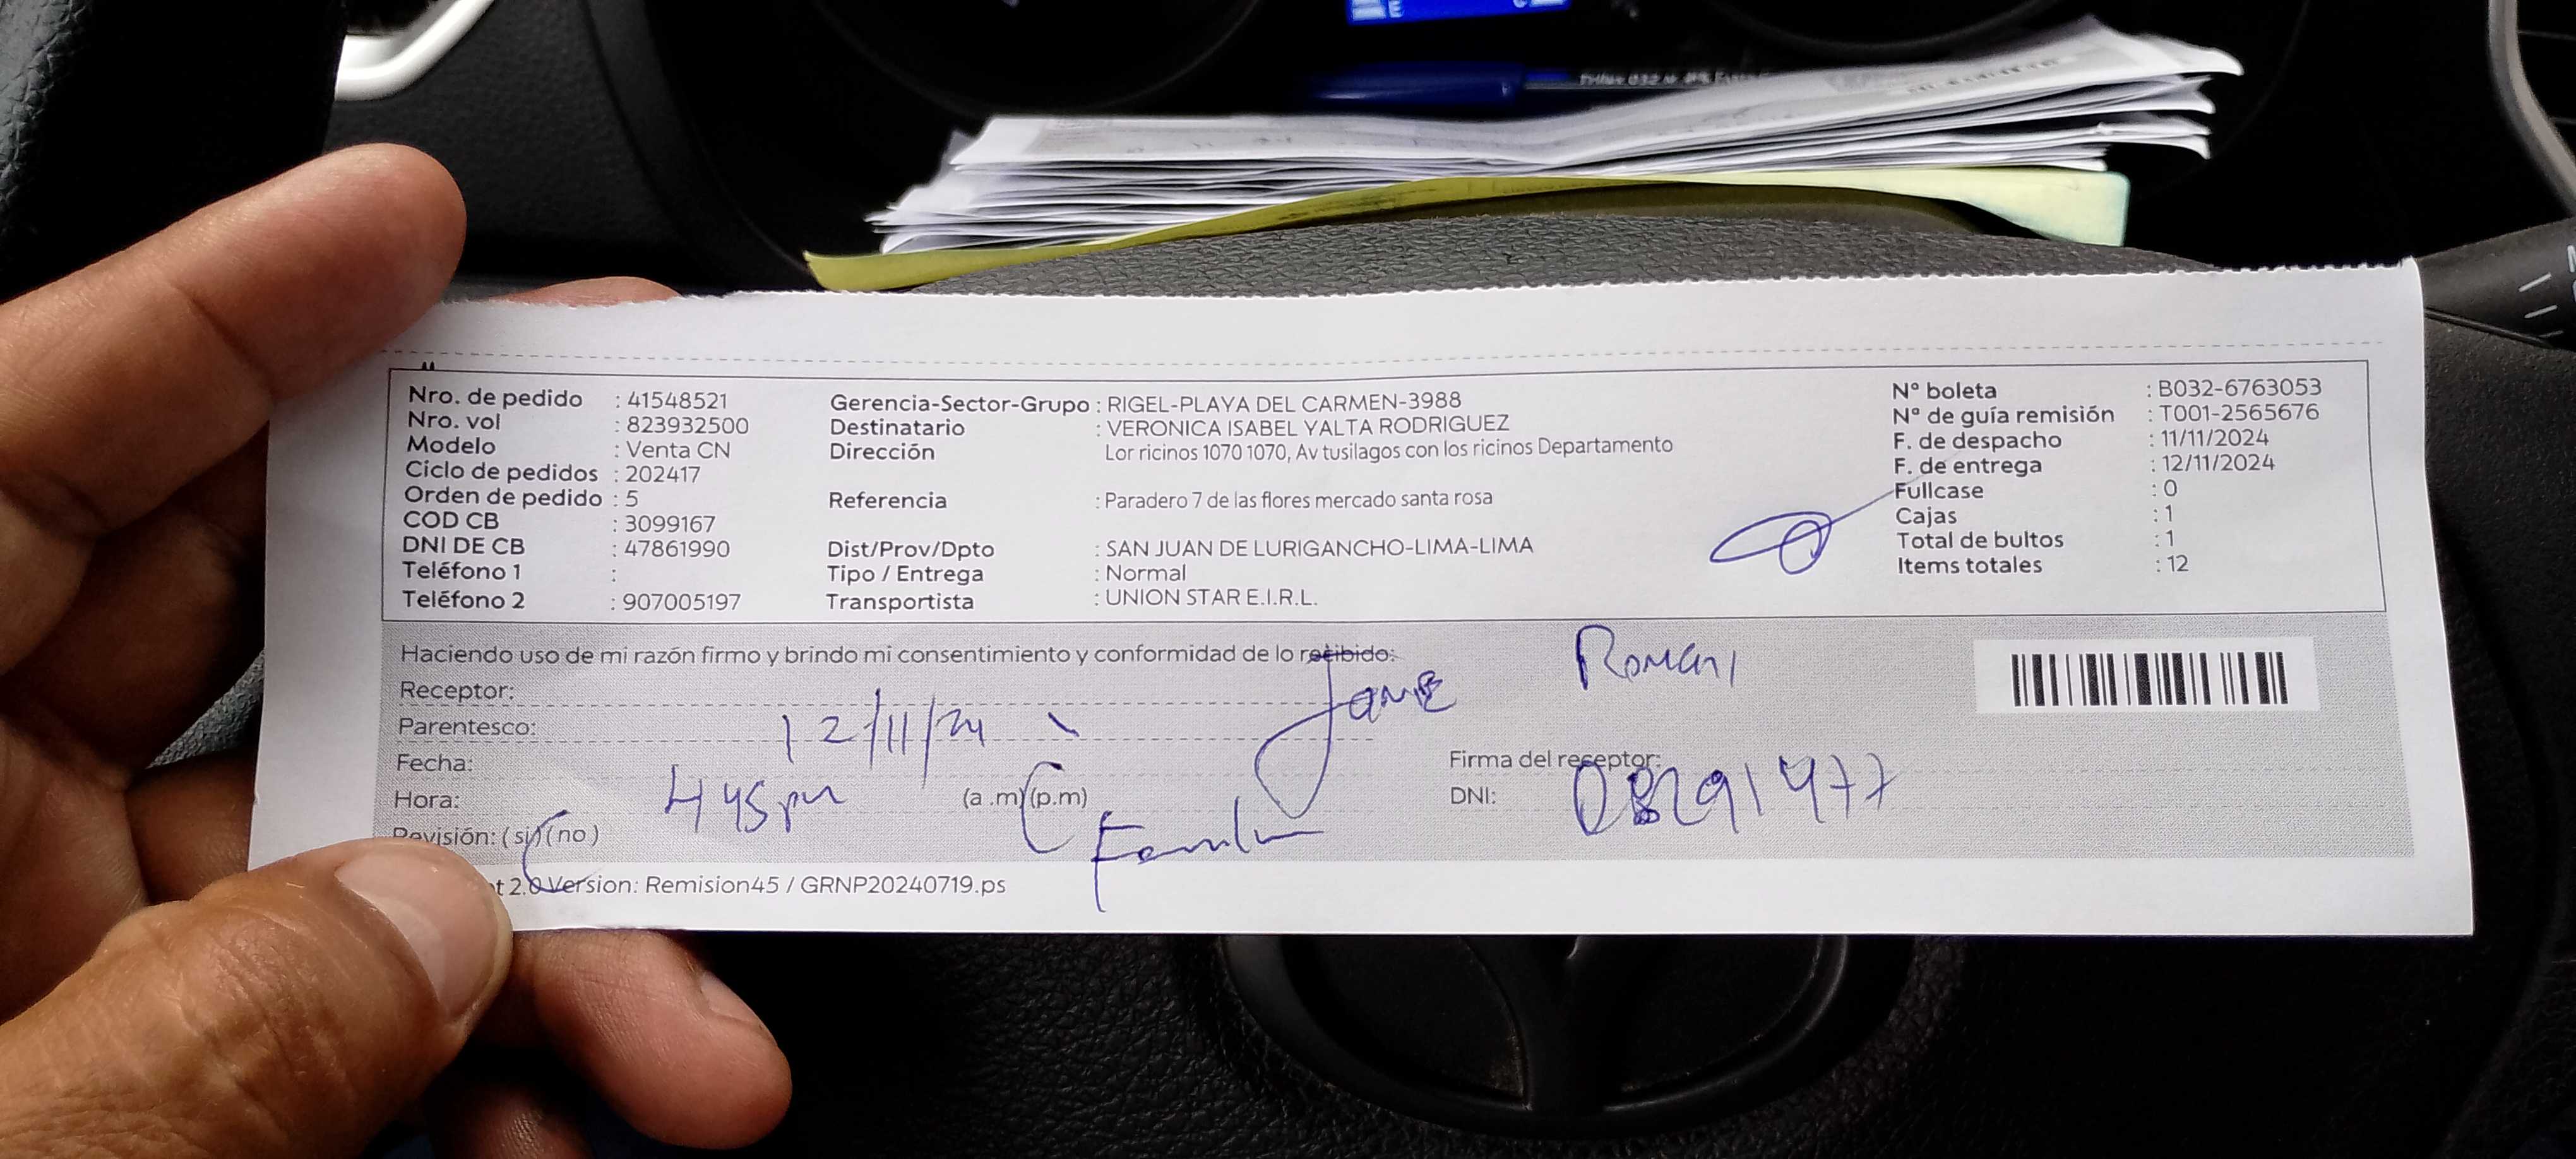 Nro. de pedido : 41548521
Nro. vol : 823932500
Modelo : Venta CN
Ciclo de pedidos : 202417
Orden de pedido : 5
COD CB : 3099167
DNI DE CB : 47861990
Teléfono 1 :
Teléfono 2 : 907005197
Gerencia-Sector-Grupo : RIGEL-PLAYA DEL CARMEN-3988
Destinatario : VERONICA ISABEL YALTA RODRIGUEZ
Dirección Lor ricinos 1070 1070, Av tusilagos con los ricinos Departamento
Referencia : Paradero 7 de las flores mercado santa rosa
Dist/Prov/Dpto : SAN JUAN DE LURIGANCHO-LIMA-LIMA
Tipo / Entrega : Normal
Transportista : UNION STAR E.I.R.L.
Nº boleta : B032-6763053
Nº de guía remisión : T001-2565676
F. de despacho : 11/11/2024
F. de entrega : 12/11/2024
Fullcase : 0
Cajas : 1
Total de bultos : 1
Items totales : 12
Haciendo uso de mi razón firmo y brindo mi consentimiento y conformidad de lo recibido:
Receptor:
Parentesco:
12/11/24
Fecha:
Hora: 445pm (a .m)(p.m)
Revisión: (si)(no)
Firma del receptor:
DNI: 08291477
t 2.0 Version: Remision45 / GRNP20240719.ps